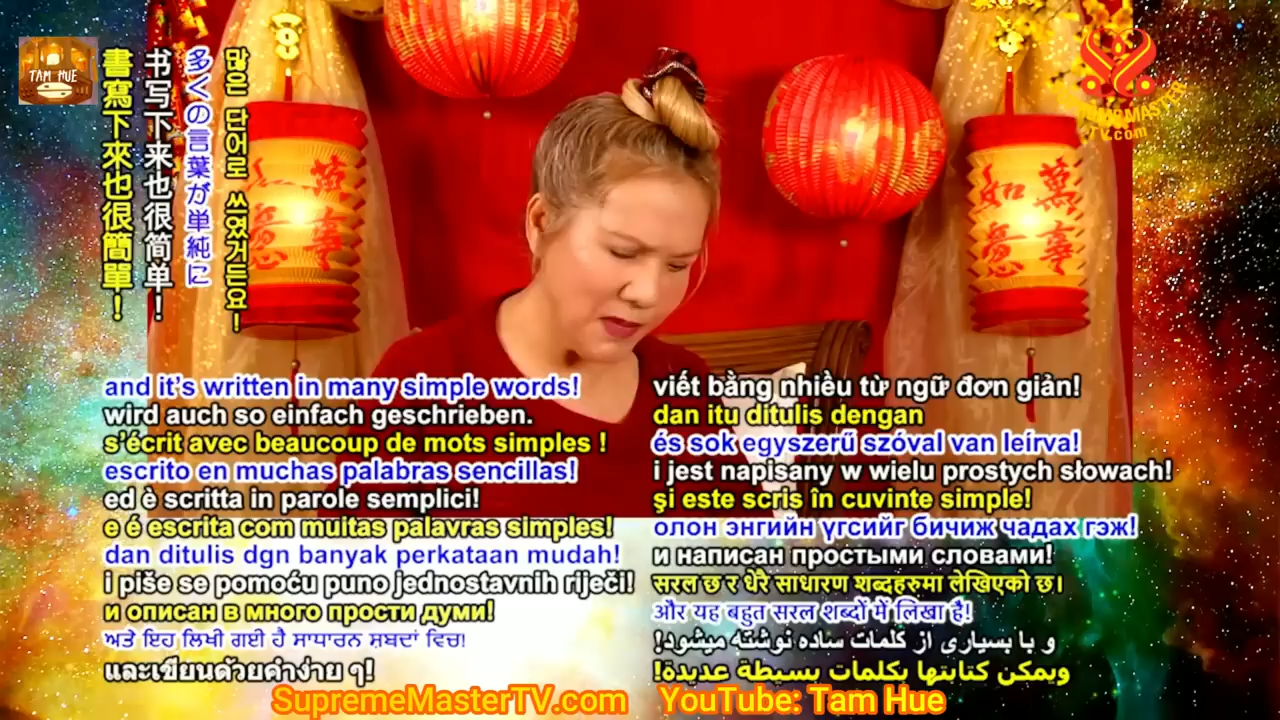 TAM HUE
書寫下來也很簡單！
书写下来也很简单！
多くの言葉が単純に
많은 단어로 쓰였거든요!
萬事
如意
萬事
如意
TV.com
and it's written in many simple words!
wird auch so einfach geschrieben.
s'écrit avec beaucoup de mots simples !
escrito en muchas palabras sencillas!
ed è scritta in parole semplici!
e é escrita com muitas palavras simples!
dan ditulis dgn banyak perkataan mudah!
i piše se pomoću puno jednostavnih riječi!
и описан в много прости думи!
ਅਤੇ ਇਹ ਲਿਖੀ ਗਈ ਹੈ ਸਾਧਾਰਨ ਸ਼ਬਦਾਂ ਵਿਚ।
และเขียนด้วยคำง่าย ๆ!
viết bằng nhiều từ ngữ đơn giản!
dan itu ditulis dengan
és sok egyszerű szóval van leírva!
i jest napisany w wielu prostych słowach!
şi este scris în cuvinte simple!
олон энгийн үгсийг бичиж чадах гэж!
и написан простыми словами!
सरल छ र धेरै साधारण शब्दहरुमा लेखिएको छ।
और यह बहुत सरल शब्दों में लिखा है!
و با بسیاری از کلمات ساده نوشته میشود!
ويمكن كتابتها بكلمات بسيطة عديدة!
SupremeMasterTV.com YouTube: Tam Hue